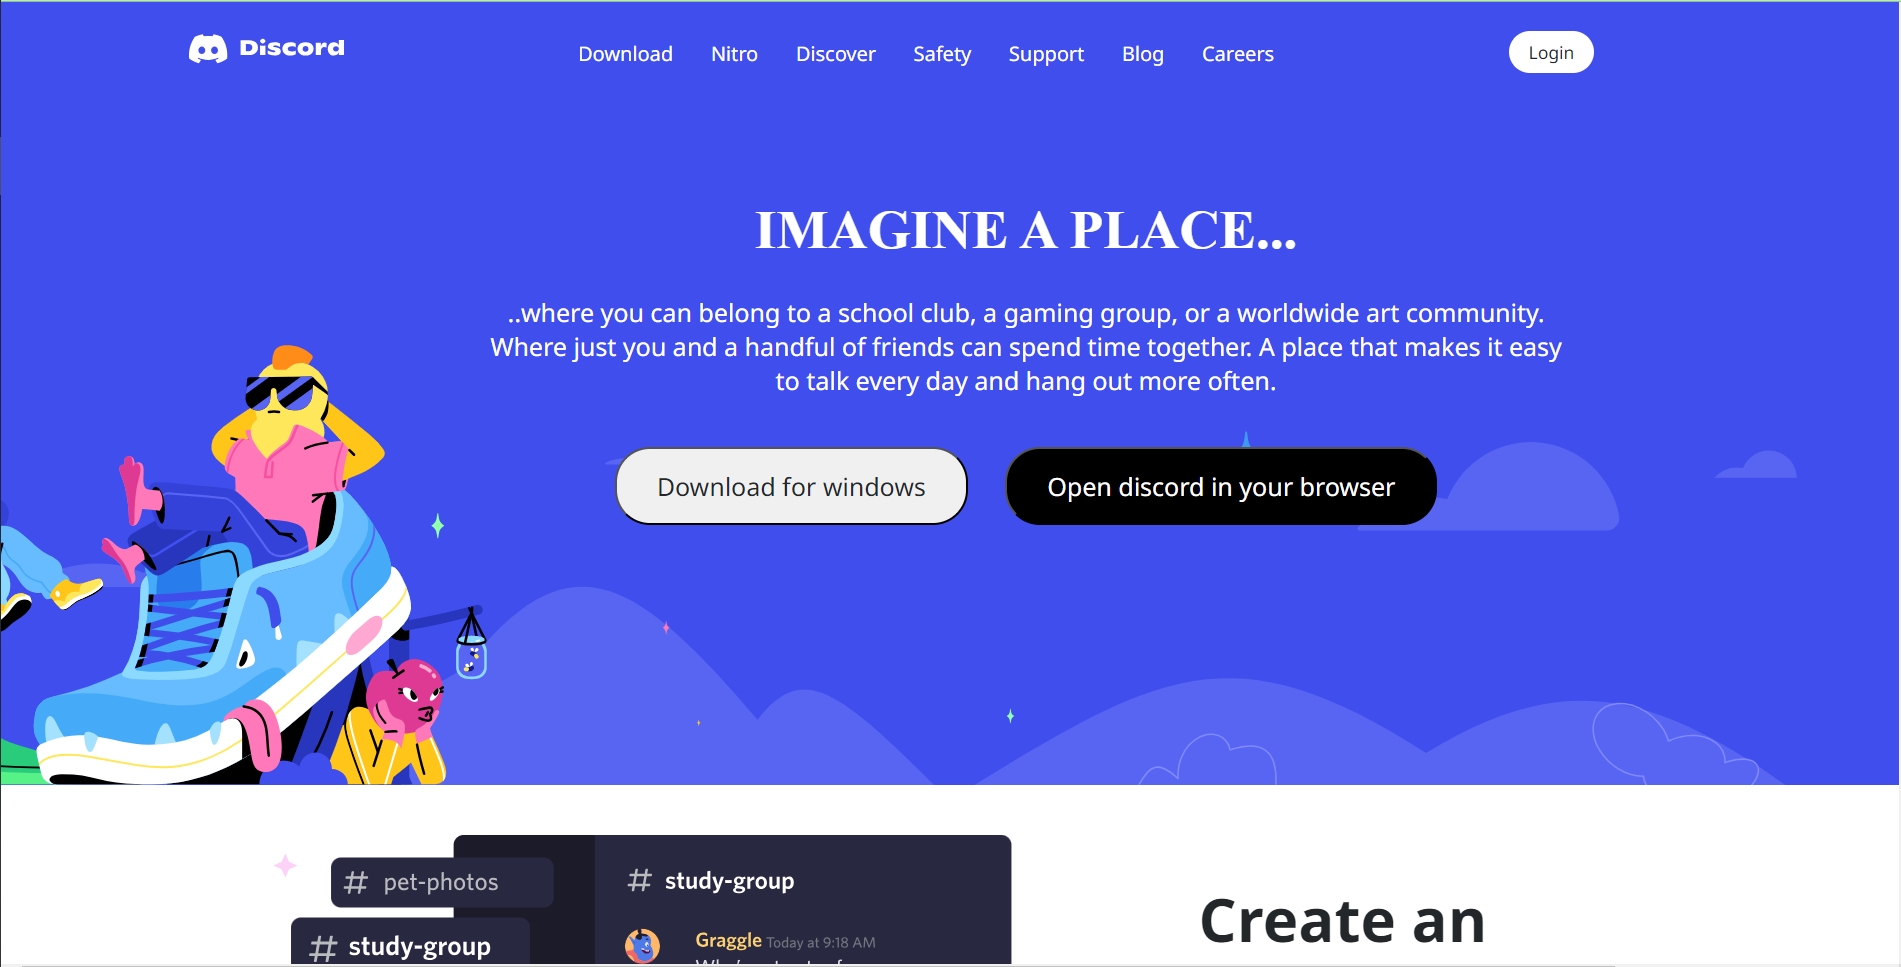 Discord
Download Nitro Discover Safety Support Blog Careers
Login
IMAGINE A PLACE...
..where you can belong to a school club, a gaming group, or a worldwide art community.
Where just you and a handful of friends can spend time together. A place that makes it easy
to talk every day and hang out more often.
Download for windows
Open discord in your browser
# pet-photos
# study-group
# study-group
Graggle Today at 9:18 AM
Create an